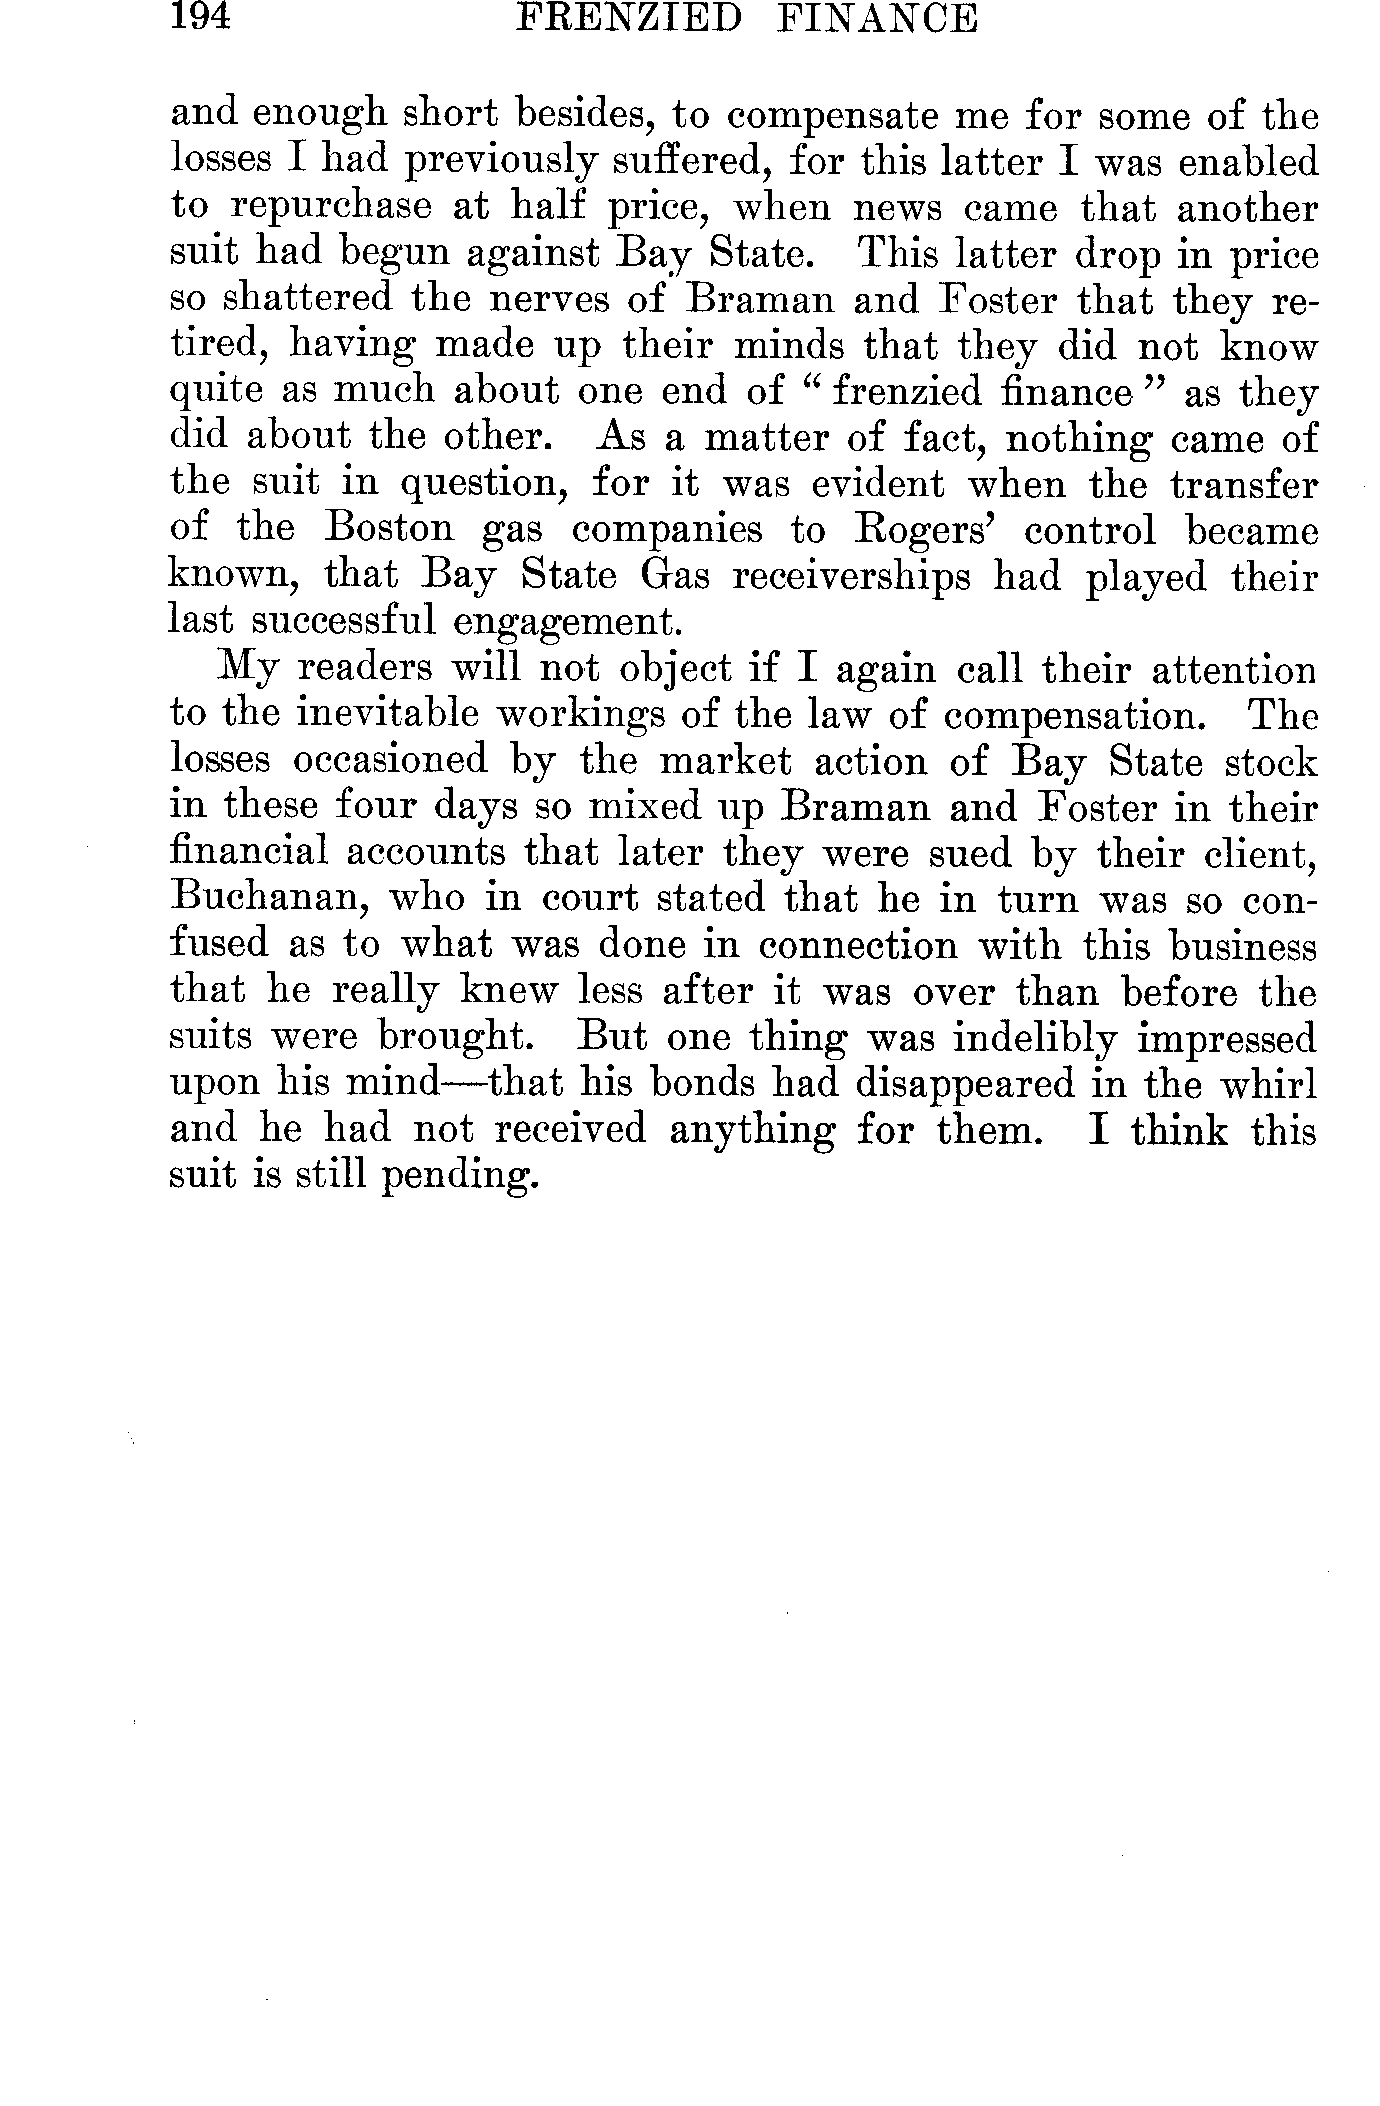 194 FRENZIED FINANCE
and enough short besides, to compensate me for some of the
losses I had previously suffered, for this latter I was enabled
to repurchase at half price, when news came that another
suit had begun against Bay State. This latter drop in price
so shattered the nerves of Braman and Foster that they re-
tired, having made up their minds that they did not know
quite as much about one end of “ frenzied finance ” as they
did about the other. As a matter of fact, nothing came of
the suit in question, for it was evident when the transfer
of the Boston gas companies to Rogers’ control became
known, that Bay State Gas receiverships had played their
last successful engagement.
My readers will not object if I again call their attention
to the inevitable workings of the law of compensation. The
losses occasioned by the market action of Bay State stock
in these four days so mixed up Braman and Foster in their
financial accounts that later they were sued by their client,
Buchanan, who in court stated that he in turn was so con-
fused as to what was done in connection with this business
that he really knew less after it was over than before the
suits were brought. But one thing was indelibly impressed
upon his mind—that his bonds had disappeared in the whirl
and he had not received anything for them. I think this
suit is still pending.